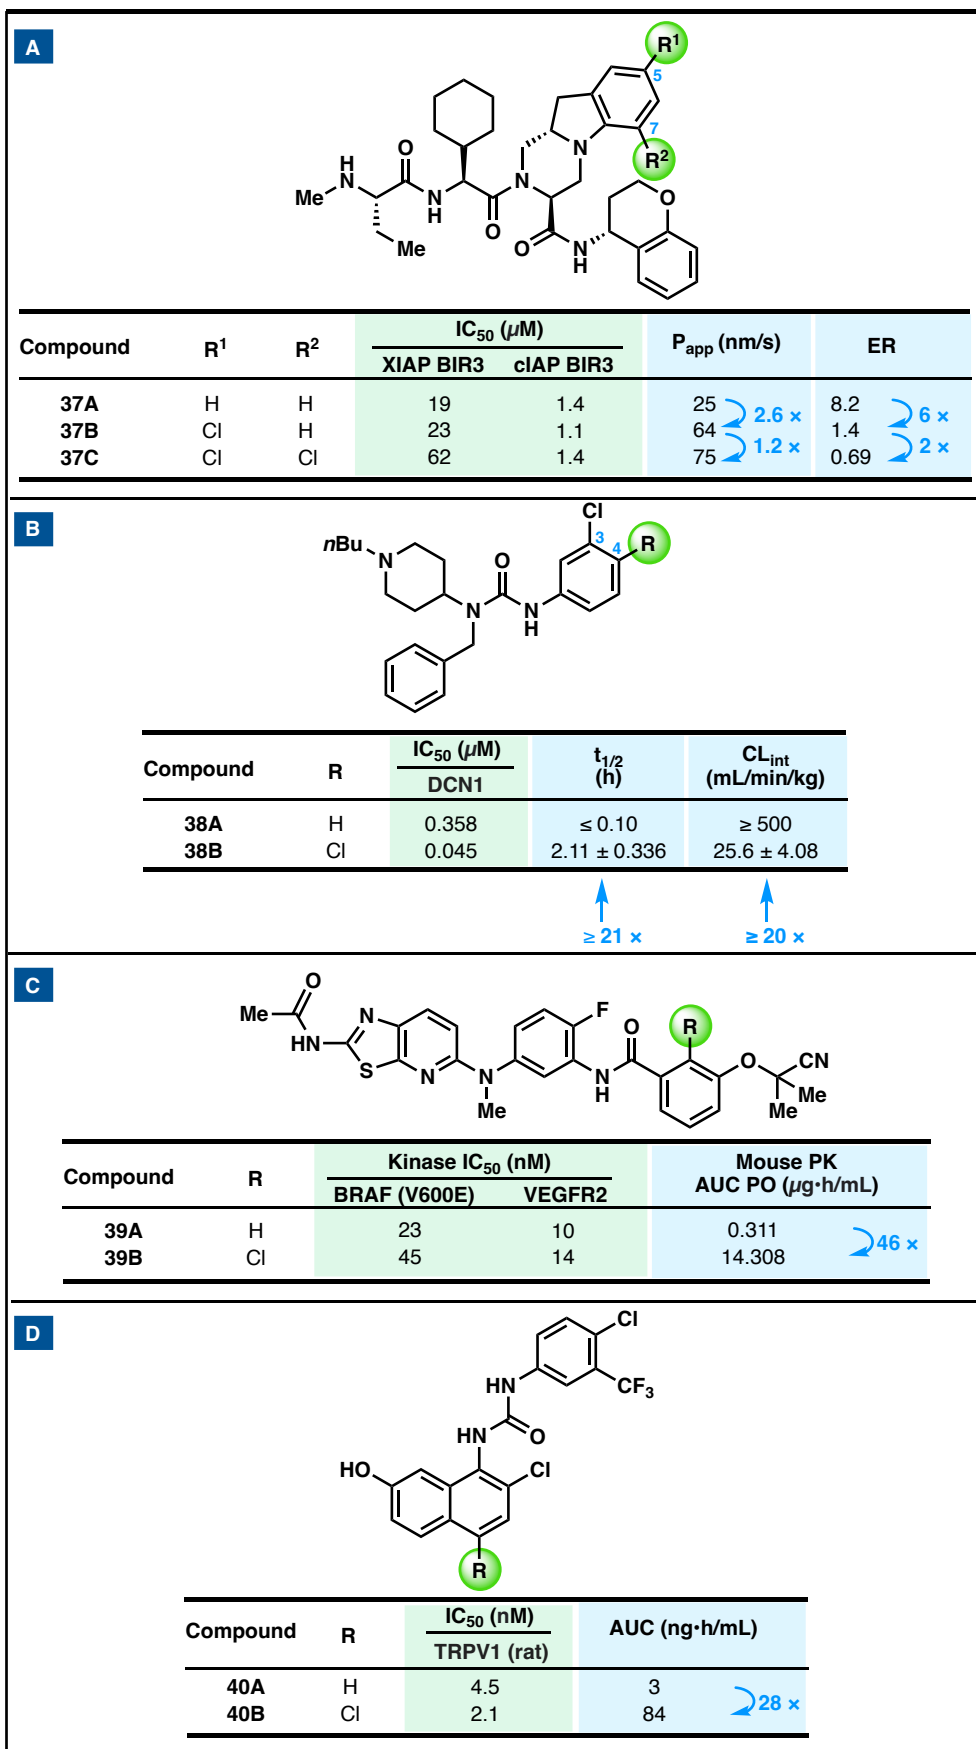 A
R1
5
7
R2
O
H
N
Me
N
H
O
N
N
O
N
H
O
Me
IC50 (µM)
Compound R1 R2 Papp (nm/s) ER
XIAP BIR3 cIAP BIR3
37A H H 19 1.4 25 8.2
2.6 × 6 ×
37B Cl H 23 1.1 64 1.4
1.2 × 2 ×
37C Cl Cl 62 1.4 75 0.69
B
Cl
3
4
R
nBu
N
O
N
N
H
IC50 (µM) t1/2 CLint
Compound R (h) (mL/min/kg)
DCN1
38A H 0.358 ≤ 0.10 ≥ 500
38B Cl 0.045 2.11 ± 0.336 25.6 ± 4.08
≥ 21 × ≥ 20 ×
C
O
Me
HN
N
S
N
N
Me
F
O
N
H
R
O
CN
Me
Me
Kinase IC50 (nM) Mouse PK
Compound R AUC PO (µg•h/mL)
BRAF (V600E) VEGFR2
39A H 23 10 0.311
46 ×
39B Cl 45 14 14.308
D
Cl
CF3
HN
HN
O
HO
Cl
R
IC50 (nM)
Compound R AUC (ng•h/mL)
TRPV1 (rat)
40A H 4.5 3
28 ×
40B Cl 2.1 84